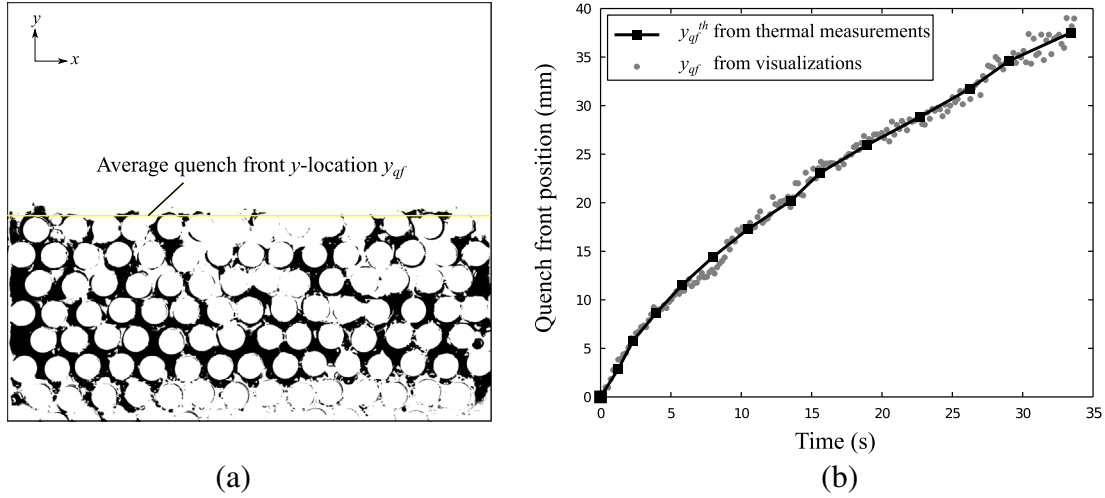 y
x
Average quench front y-location y_qf
(a)
y_qf^th from thermal measurements
y_qf from visualizations
Quench front position (mm)
40
35
30
25
20
15
10
5
0
0 5 10 15 20 25 30 35
Time (s)
(b)